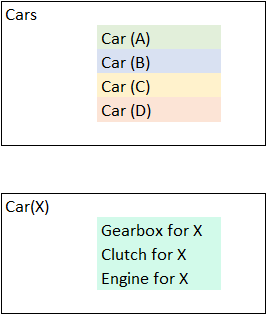 Cars
Car (A)
Car (B)
Car (C)
Car (D)
Car(X)
Gearbox for X
Clutch for X
Engine for X